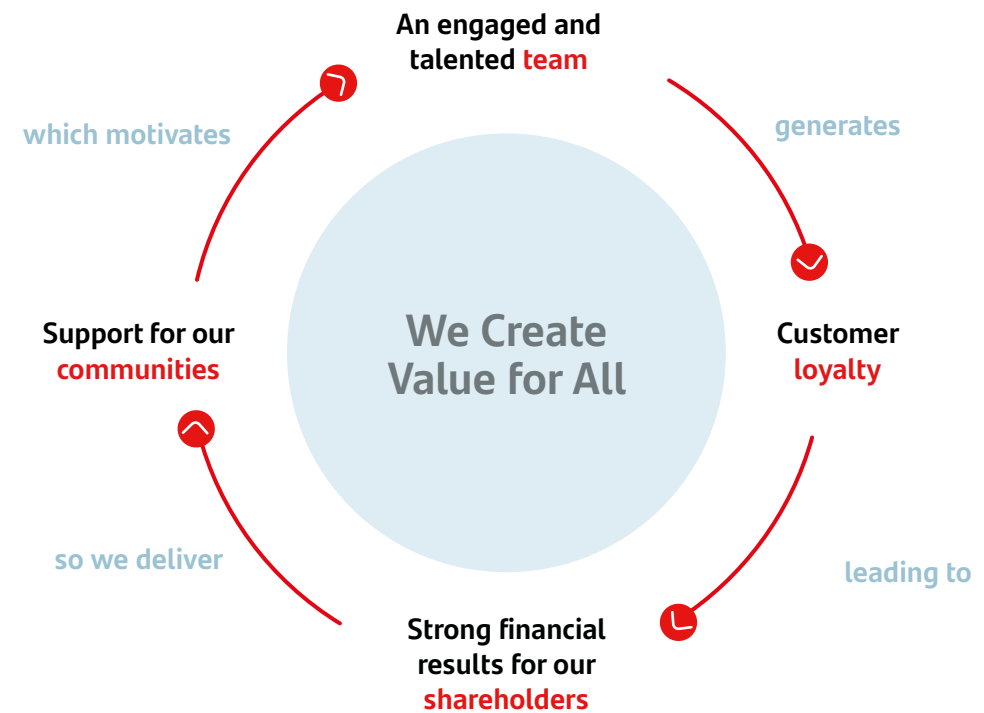 An engaged and
talented team
generates
Customer
loyalty
leading to
Strong financial
results for our
shareholders
so we deliver
Support for our
communities
which motivates
We Create
Value for All